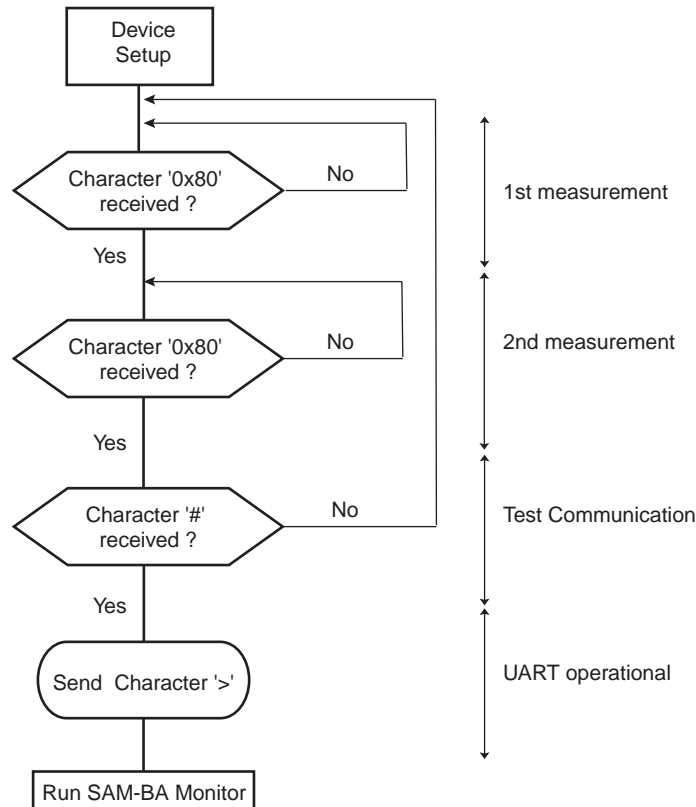 Device
Setup
Character '0x80'
received ?
No
1st measurement
Yes
Character '0x80'
received ?
No
2nd measurement
Yes
Character '#'
received ?
No
Test Communication
Yes
Send Character '>'
UART operational
Run SAM-BA Monitor